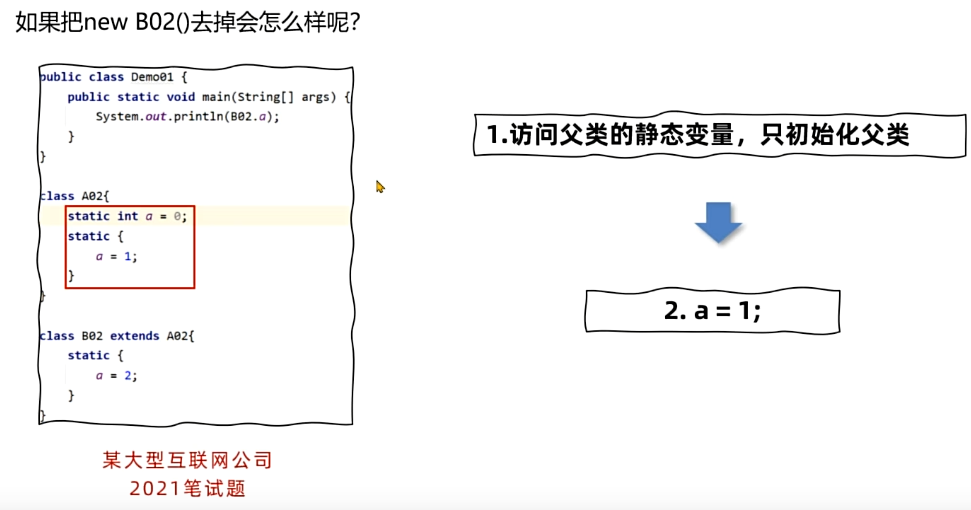 如果把new B02()去掉会怎么样呢?
public class Demo01 {
public static void main(String[] args) {
System.out.println(B02.a);
}
}
class A02{
static int a = 0;
static {
a = 1;
}
}
class B02 extends A02{
static {
a = 2;
}
}
某大型互联网公司
2021笔试题
1.访问父类的静态变量，只初始化父类
2. a = 1;